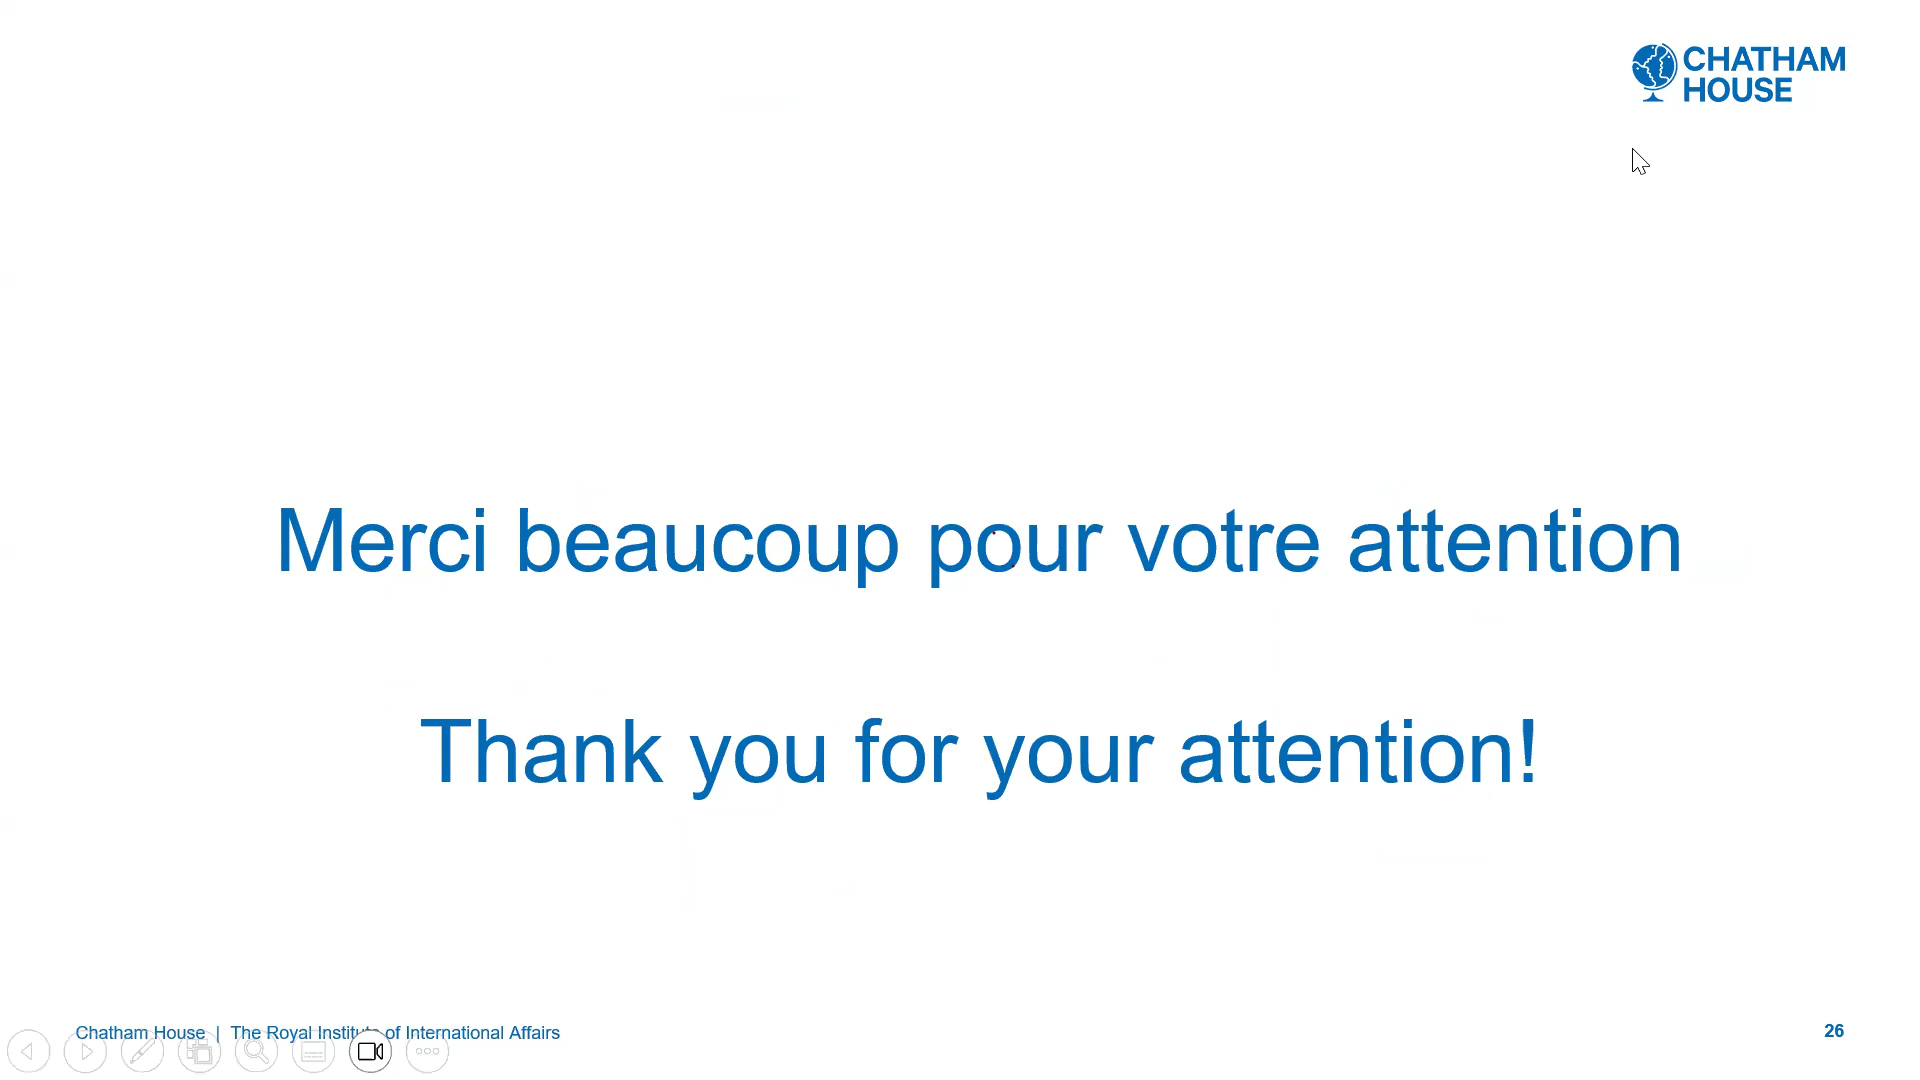 CHATHAM
HOUSE
Merci beaucoup pour votre attention
Thank you for your attention!
Chatham House | The Royal Institute of International Affairs
26